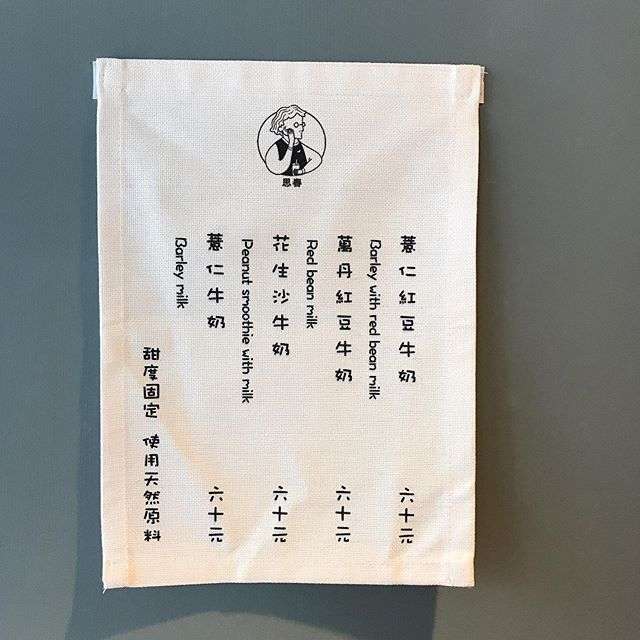 思春
薏仁紅豆牛奶 六十元
Barley with red bean milk
萬丹紅豆牛奶 六十元
Red bean milk
花生沙牛奶 六十元
Peanut smoothie with milk
薏仁牛奶 六十元
Barley milk
甜度固定 使用天然原料